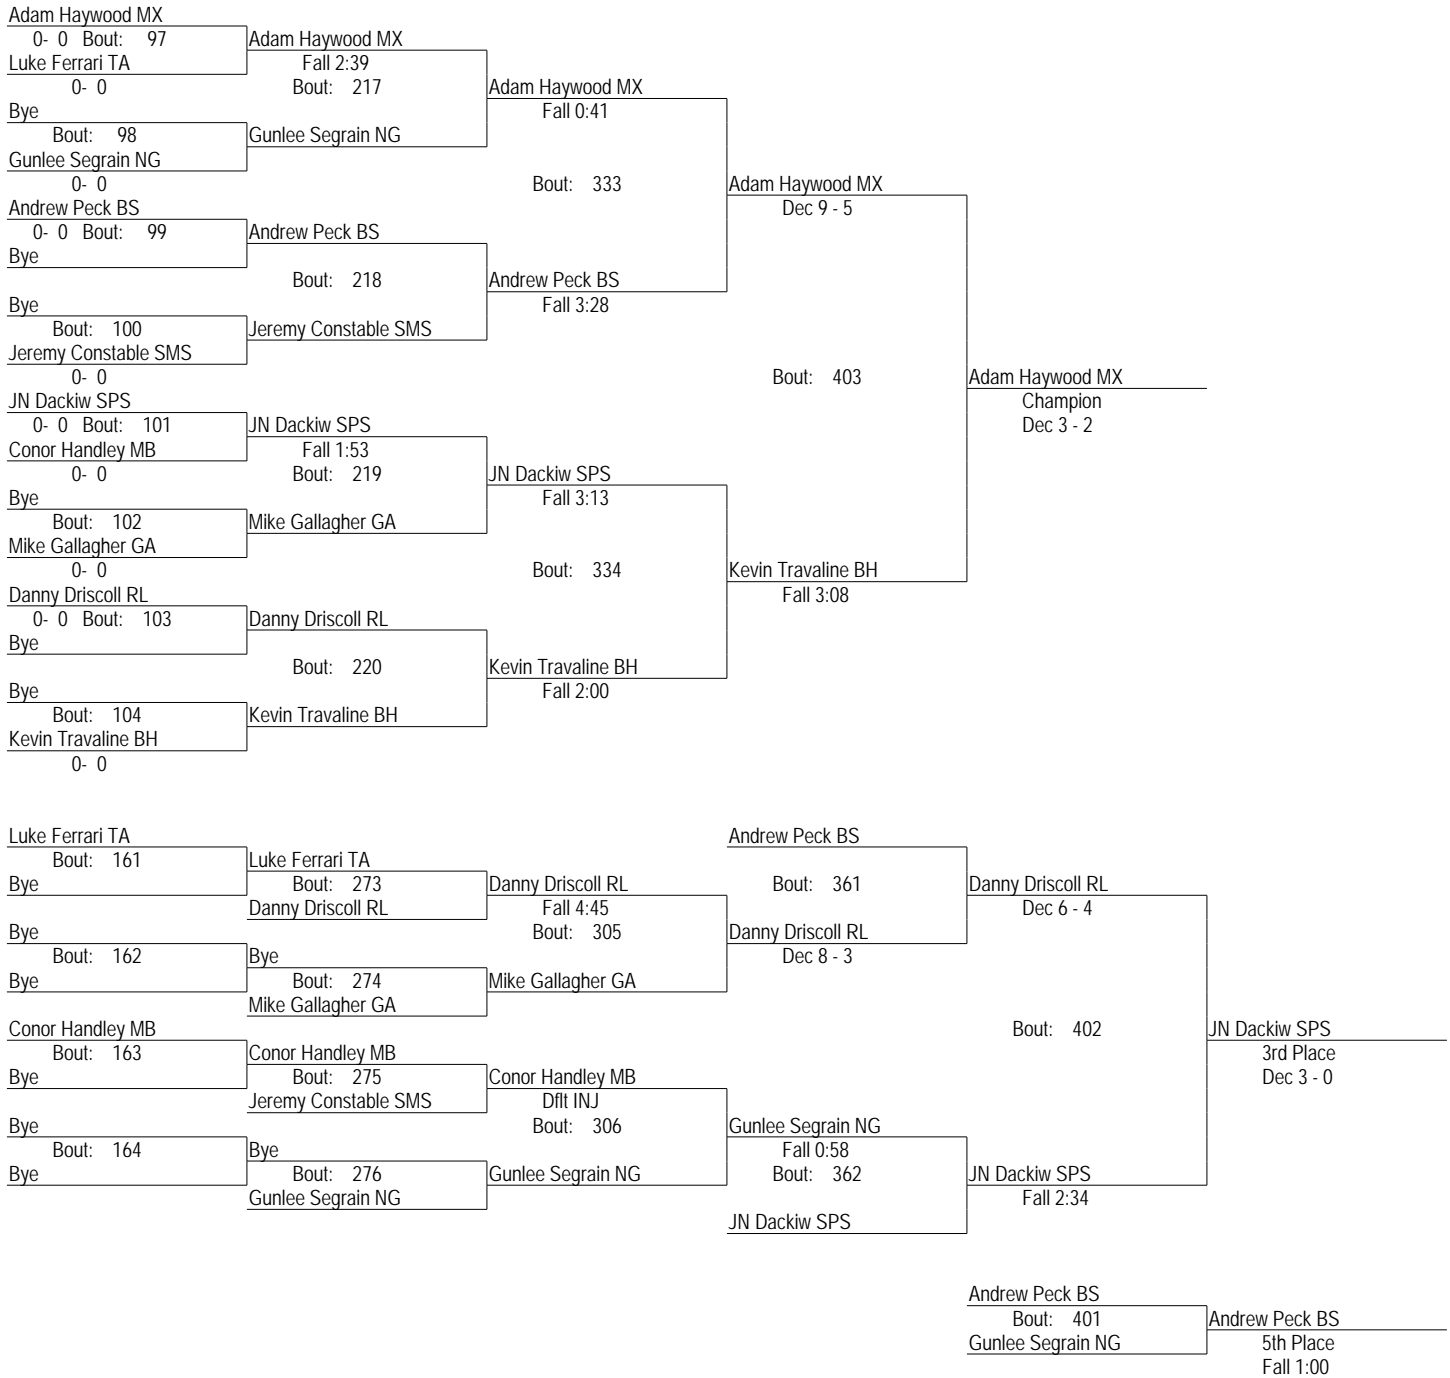 Adam Haywood MX
0- 0 Bout: 97
Adam Haywood MX
Luke Ferrari TA
Fall 2:39
0- 0
Bout: 217
Adam Haywood MX
Bye
Fall 0:41
Bout: 98
Gunlee Segrain NG
Gunlee Segrain NG
0- 0
Bout: 333
Adam Haywood MX
Andrew Peck BS
Dec 9 - 5
0- 0 Bout: 99
Andrew Peck BS
Bye
Bout: 218
Andrew Peck BS
Bye
Fall 3:28
Bout: 100
Jeremy Constable SMS
Jeremy Constable SMS
0- 0
Bout: 403
Adam Haywood MX
JN Dackiw SPS
Champion
0- 0 Bout: 101
JN Dackiw SPS
Dec 3 - 2
Conor Handley MB
Fall 1:53
0- 0
Bout: 219
JN Dackiw SPS
Bye
Fall 3:13
Bout: 102
Mike Gallagher GA
Mike Gallagher GA
0- 0
Bout: 334
Kevin Travaline BH
Danny Driscoll RL
Fall 3:08
0- 0 Bout: 103
Danny Driscoll RL
Bye
Bout: 220
Kevin Travaline BH
Bye
Fall 2:00
Bout: 104
Kevin Travaline BH
Kevin Travaline BH
0- 0
Luke Ferrari TA
Andrew Peck BS
Bout: 161
Luke Ferrari TA
Bye
Bout: 273
Danny Driscoll RL
Bout: 361
Danny Driscoll RL
Danny Driscoll RL
Fall 4:45
Dec 6 - 4
Bye
Bout: 305
Danny Driscoll RL
Bout: 162
Bye
Dec 8 - 3
Bye
Bout: 274
Mike Gallagher GA
Mike Gallagher GA
Conor Handley MB
Bout: 402
JN Dackiw SPS
Bout: 163
Conor Handley MB
3rd Place
Bye
Bout: 275
Conor Handley MB
Dec 3 - 0
Jeremy Constable SMS
Dflt INJ
Bye
Bout: 306
Gunlee Segrain NG
Bout: 164
Bye
Fall 0:58
Bye
Bout: 276
Gunlee Segrain NG
Bout: 362
JN Dackiw SPS
Gunlee Segrain NG
Fall 2:34
JN Dackiw SPS
Andrew Peck BS
Bout: 401
Andrew Peck BS
Gunlee Segrain NG
5th Place
Fall 1:00